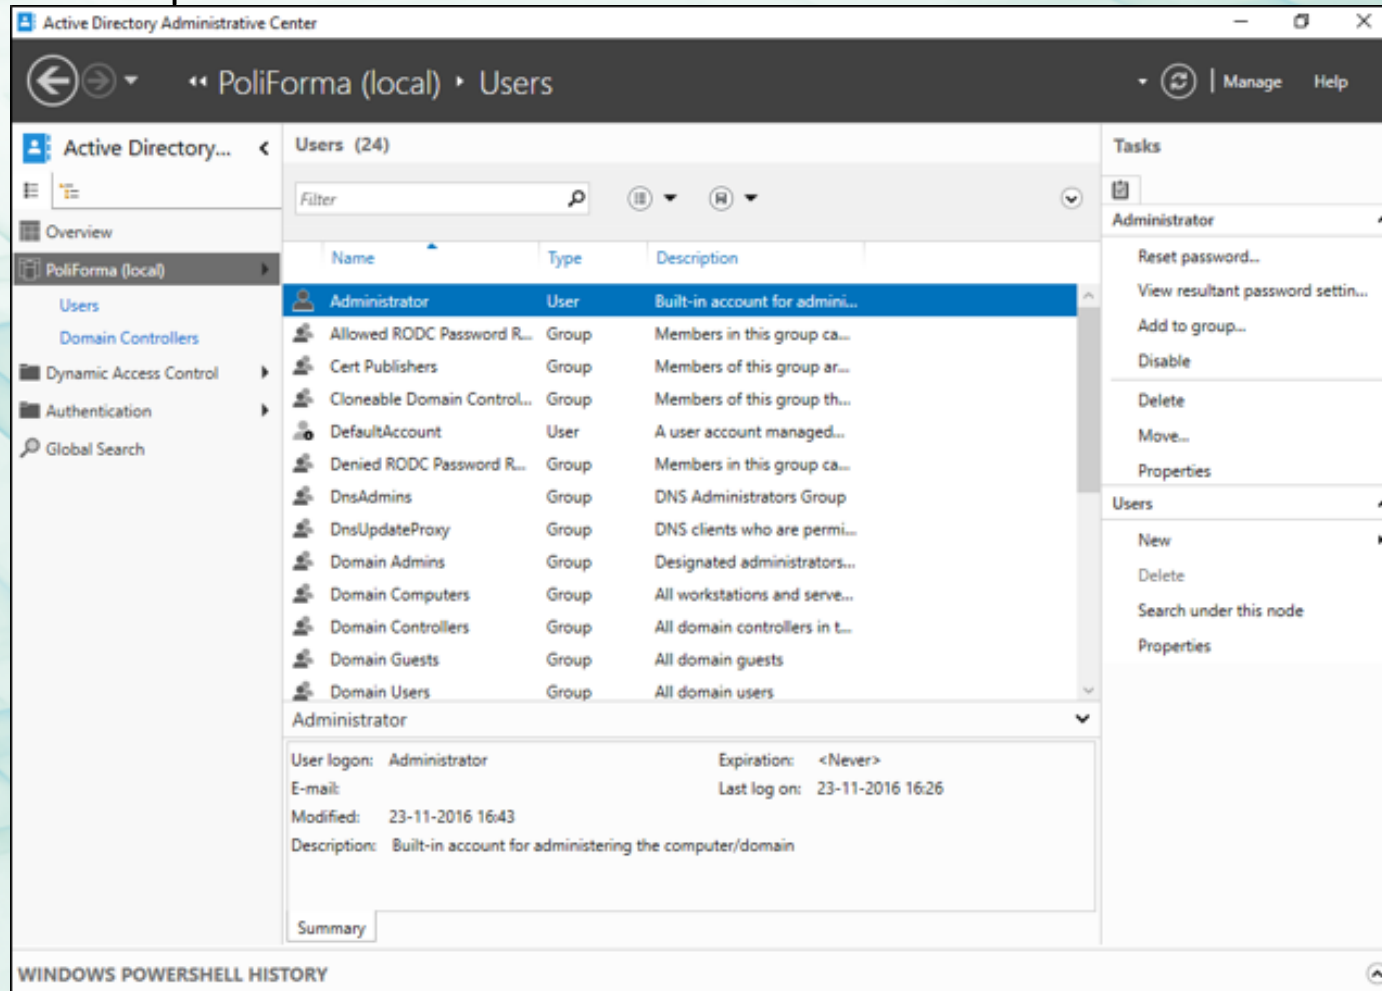 Active Directory Administrative Center
PoliForma (local) Users
Manage Help
Active Directory...
Overview
PoliForma (local)
Users
Domain Controllers
Dynamic Access Control
Authentication
Global Search
Users (24)
Filter
Name Type Description
Administrator User Built-in account for admini...
Allowed RODC Password R... Group Members in this group ca...
Cert Publishers Group Members of this group ar...
Cloneable Domain Control... Group Members of this group th...
DefaultAccount User A user account managed...
Denied RODC Password R... Group Members in this group ca...
DnsAdmins Group DNS Administrators Group
DnsUpdateProxy Group DNS clients who are permi...
Domain Admins Group Designated administrators...
Domain Computers Group All workstations and serve...
Domain Controllers Group All domain controllers in t...
Domain Guests Group All domain guests
Domain Users Group All domain users
Administrator
User logon: Administrator Expiration: <Never>
E-mail: Last log on: 23-11-2016 16:26
Modified: 23-11-2016 16:43
Description: Built-in account for administering the computer/domain
Summary
Tasks
Administrator
Reset password...
View resultant password settin...
Add to group...
Disable
Delete
Move...
Properties
Users
New
Delete
Search under this node
Properties
WINDOWS POWERSHELL HISTORY